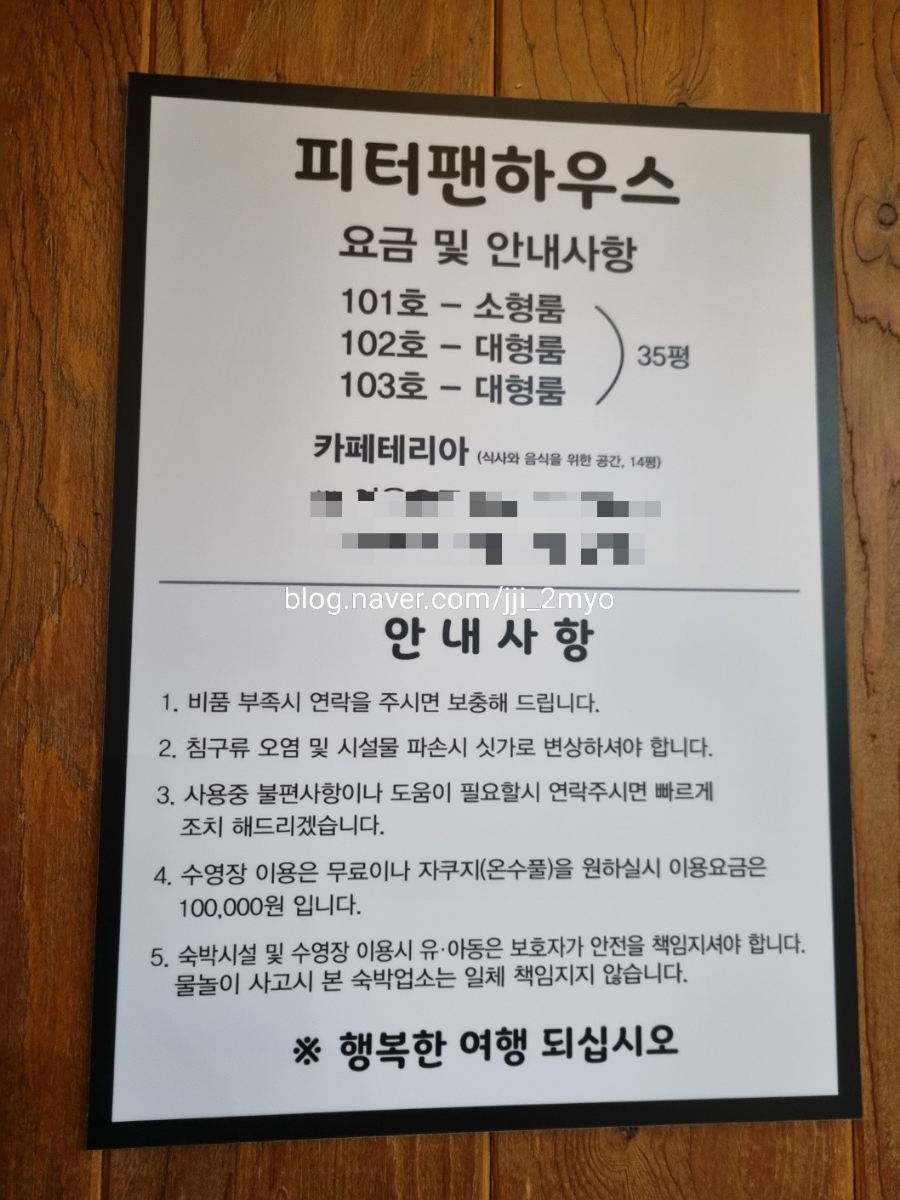 피터팬하우스
요금 및 안내사항
101호 - 소형룸
102호 - 대형룸
103호 - 대형룸
35평
카페테리아 (식사와 음식을 위한 공간, 14평)
blog.naver.com/jji_2myo
안내사항
1. 비품 부족시 연락을 주시면 보충해 드립니다.
2. 침구류 오염 및 시설물 파손시 싯가로 변상하셔야 합니다.
3. 사용중 불편사항이나 도움이 필요할시 연락주시면 빠르게
조치 해드리겠습니다.
4. 수영장 이용은 무료이나 자쿠지(온수풀)을 원하실시 이용요금은
100,000원 입니다.
5. 숙박시설 및 수영장 이용시 유·아동은 보호자가 안전을 책임지셔야 합니다.
물놀이 사고시 본 숙박업소는 일체 책임지지 않습니다.
※ 행복한 여행 되십시오